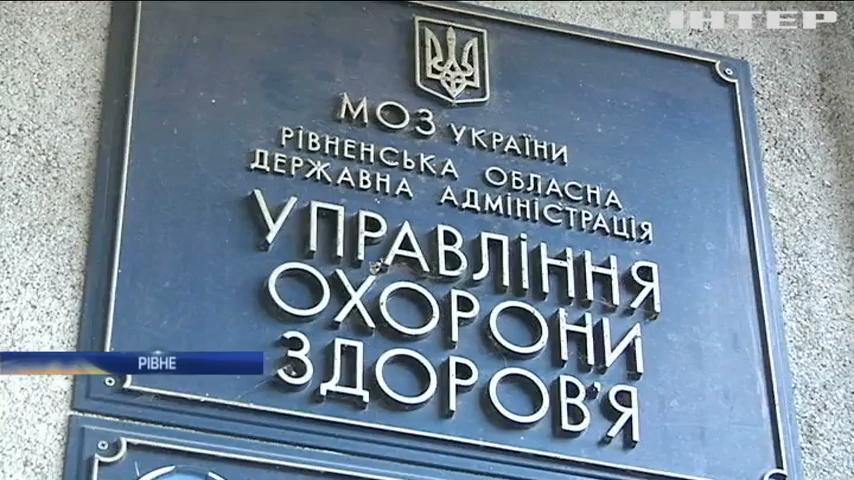 ІНТЕР
МОЗ УКРАЇНИ
РІВНЕНСЬКА ОБЛАСНА
ДЕРЖАВНА АДМІНІСТРАЦІЯ
УПРАВЛІННЯ
ОХОРОНИ
ЗДОРОВ'Я
РІВНЕ